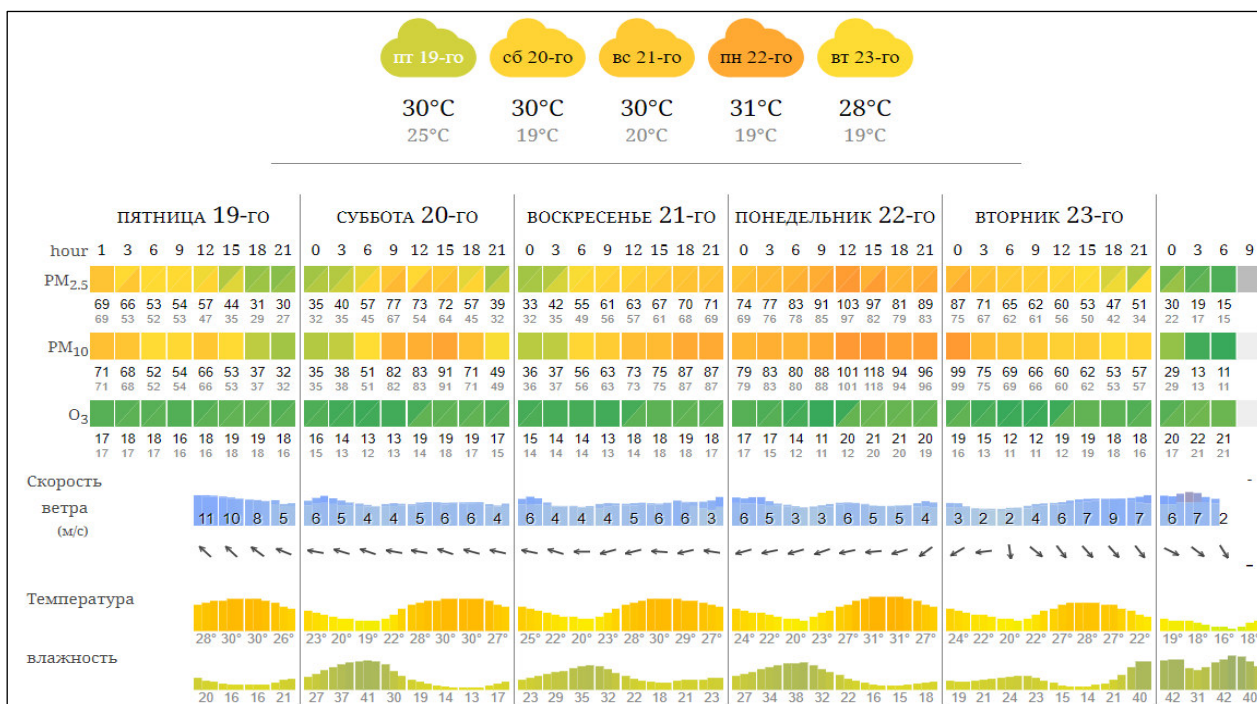 пт 19-го сб 20-го вс 21-го пн 22-го вт 23-го
30°C 30°C 30°C 31°C 28°C
25°C 19°C 20°C 19°C 19°C
ПЯТНИЦА 19-ГО СУББОТА 20-ГО ВОСКРЕСЕНЬЕ 21-ГО ПОНЕДЕЛЬНИК 22-ГО ВТОРНИК 23-ГО
hour 1 3 6 9 12 15 18 21 0 3 6 9 12 15 18 21 0 3 6 9 12 15 18 21 0 3 6 9 12 15 18 21 0 3 6 9 12 15 18 21 0 3 6 9
PM2.5
69 66 53 54 57 44 31 30 35 40 57 77 73 72 57 39 33 42 55 61 63 67 70 71 74 77 83 91 103 97 81 89 87 71 65 62 60 53 47 51 30 19 15
69 53 52 53 47 35 29 27 32 35 45 67 54 64 45 32 32 35 49 56 57 61 68 69 69 76 78 85 97 82 79 83 75 67 62 61 56 50 42 34 22 17 15
PM10
71 68 52 54 66 53 37 32 35 38 51 82 83 91 71 49 36 37 56 63 73 75 87 87 79 83 80 88 101 118 94 96 99 75 69 66 60 62 53 57 29 13 11
71 68 52 54 66 53 37 32 35 38 51 82 83 91 71 49 36 37 56 63 73 75 87 87 79 83 80 88 101 118 94 96 99 75 69 66 60 62 53 57 29 13 11
O3
17 18 18 16 18 19 19 18 16 14 12 13 19 18 19 17 15 14 14 13 18 18 19 18 17 17 14 11 20 21 21 20 19 15 12 12 19 19 18 18 20 22 21
17 17 17 16 16 18 18 16 15 13 12 12 14 18 17 15 14 13 13 12 14 18 18 17 17 15 12 11 12 20 20 19 16 13 11 11 12 19 18 16 17 21 21
Скорость
ветра
(м/с)
11 10 8 5 6 5 4 4 5 6 6 4 6 4 4 4 5 6 6 3 6 5 3 3 6 5 5 4 3 2 2 4 6 7 9 7 6 7 2 -
-
Температура
28° 30° 30° 26° 23° 20° 19° 22° 28° 30° 30° 27° 25° 22° 20° 23° 28° 30° 29° 27° 24° 22° 20° 23° 27° 31° 31° 27° 24° 22° 20° 22° 27° 28° 27° 22° 19° 18° 16° 18°
влажность
20 16 16 21 27 37 41 30 19 14 13 17 23 29 35 32 22 18 21 23 27 34 38 32 22 16 15 18 19 21 24 23 15 14 21 40 42 31 42 40